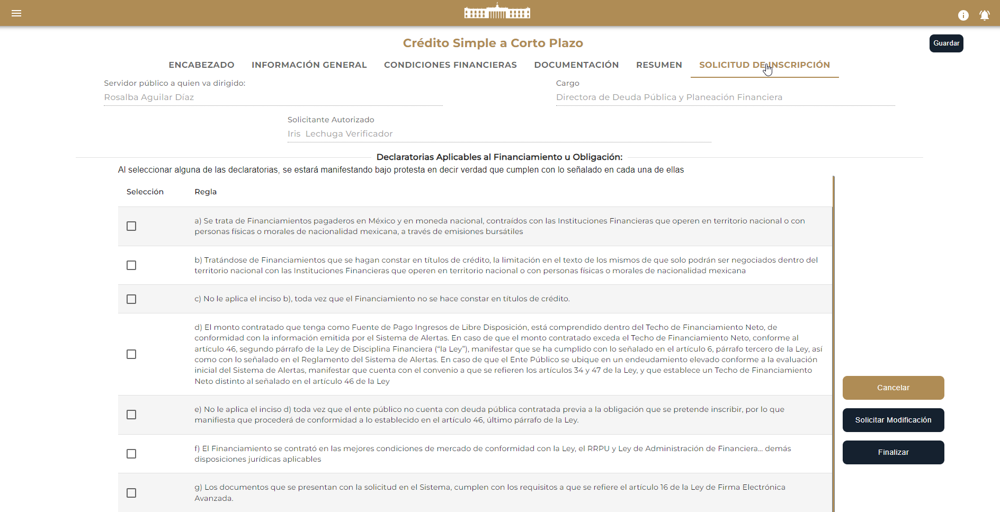 Crédito Simple a Corto Plazo
Guardar
ENCABEZADO INFORMACIÓN GENERAL CONDICIONES FINANCIERAS DOCUMENTACIÓN RESUMEN SOLICITUD DE INSCRIPCIÓN
Servidor público a quien va dirigido:
Rosalba Aguilar Díaz
Cargo
Directora de Deuda Pública y Planeación Financiera
Solicitante Autorizado
Iris Lechuga Verificador
Declaratorias Aplicables al Financiamiento u Obligación:
Al seleccionar alguna de las declaratorias, se estará manifestando bajo protesta en decir verdad que cumplen con lo señalado en cada una de ellas
Selección Regla
a) Se trata de Financiamientos pagaderos en México y en moneda nacional, contraídos con las Instituciones Financieras que operen en territorio nacional o con
personas físicas o morales de nacionalidad mexicana, a través de emisiones bursátiles
b) Tratándose de Financiamientos que se hagan constar en títulos de crédito, la limitación en el texto de los mismos de que solo podrán ser negociados dentro del
territorio nacional con las Instituciones Financieras que operen en territorio nacional o con personas físicas o morales de nacionalidad mexicana
c) No le aplica el inciso b), toda vez que el Financiamiento no se hace constar en títulos de crédito.
d) El monto contratado que tenga como Fuente de Pago Ingresos de Libre Disposición, está comprendido dentro del Techo de Financiamiento Neto, de
conformidad con la información emitida por el Sistema de Alertas. En caso de que el monto contratado exceda el Techo de Financiamiento Neto, conforme al
artículo 46, segundo párrafo de la Ley de Disciplina Financiera (“la Ley”), manifestar que se ha cumplido con lo señalado en el artículo 6, párrafo tercero de la Ley, así
como con lo señalado en el Reglamento del Sistema de Alertas. En caso de que el Ente Público se ubique en un endeudamiento elevado conforme a la evaluación
inicial del Sistema de Alertas, manifestar que cuenta con el convenio a que se refieren los artículos 34 y 47 de la Ley, y que establece un Techo de Financiamiento
Neto distinto al señalado en el artículo 46 de la Ley
e) No le aplica el inciso d) toda vez que el ente público no cuenta con deuda pública contratada previa a la obligación que se pretende inscribir, por lo que
manifiesta que procederá de conformidad a lo establecido en el artículo 46, último párrafo de la Ley.
f) El Financiamiento se contrató en las mejores condiciones de mercado de conformidad con la Ley, el RRPU y Ley de Administración de Financiera... demás
disposiciones jurídicas aplicables
g) Los documentos que se presentan con la solicitud en el Sistema, cumplen con los requisitos a que se refiere el artículo 16 de la Ley de Firma Electrónica
Avanzada.
Cancelar
Solicitar Modificación
Finalizar